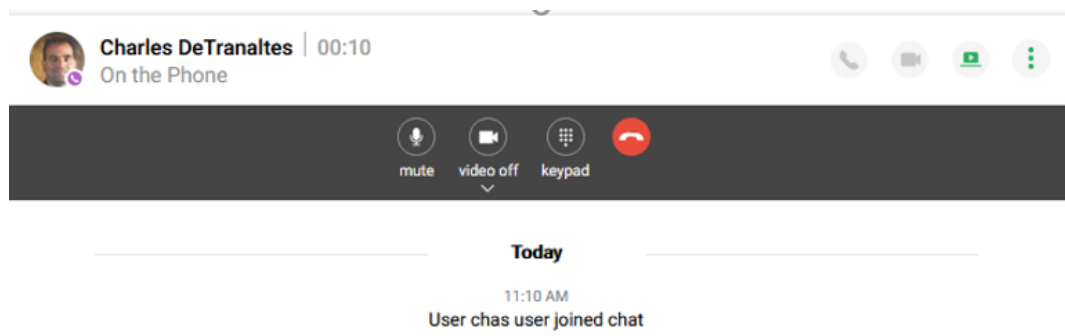 Charles DeTranaltes | 00:10
On the Phone
mute video off keypad
Today
11:10 AM
User chas user joined chat